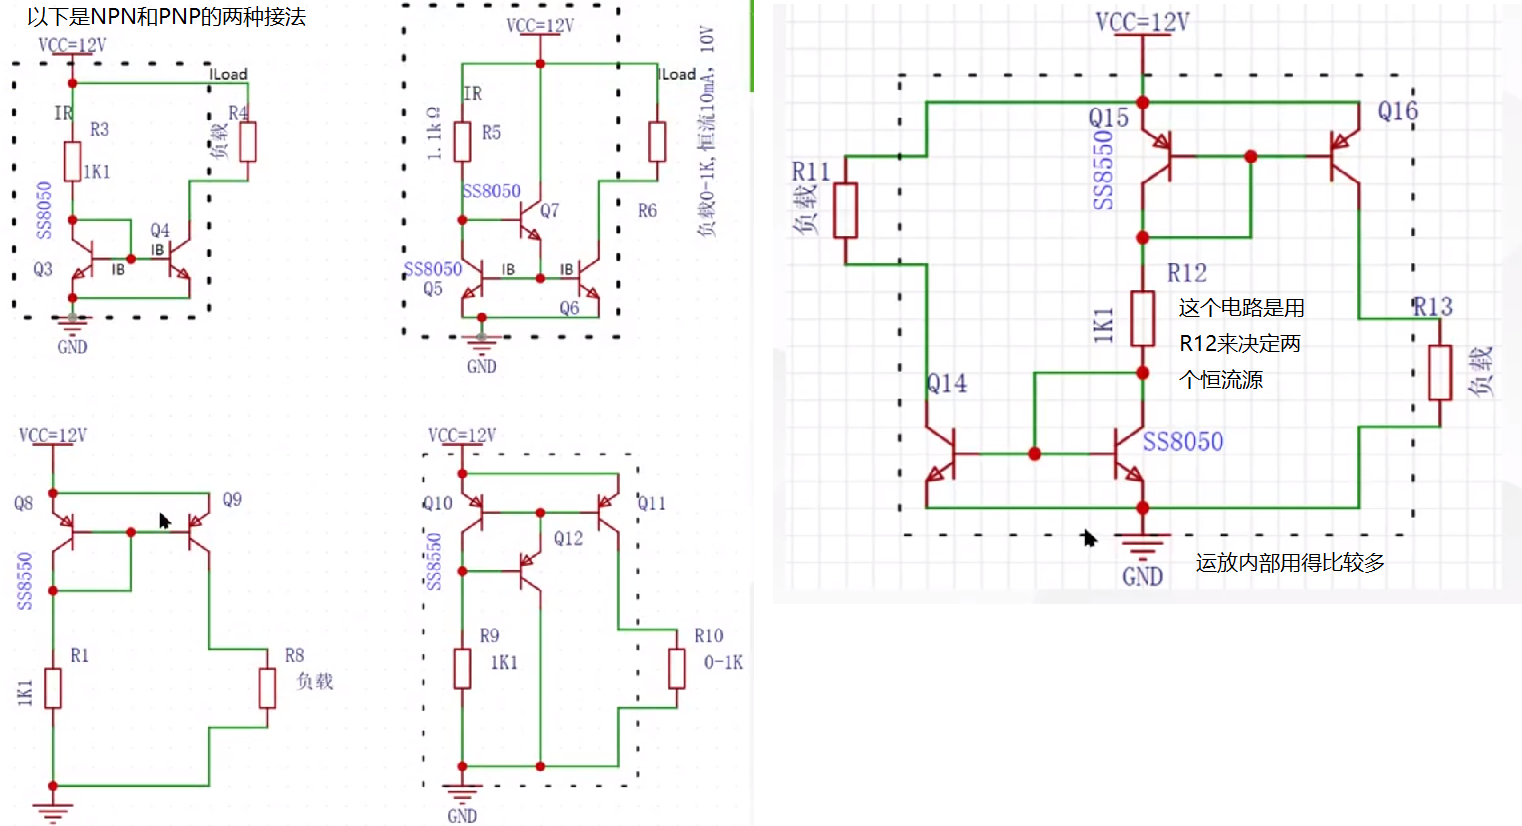 以下是NPN和PNP的两种接法
VCC=12V
ILoad
IR
R3
1K1
R4
负载
SS8050
Q3
Q4
IB
IB
GND
VCC=12V
ILoad
IR
R5
1.1kΩ
SS8050
Q7
R6
负载0-1K,恒流10mA, 10V
SS8050
Q5
IB
IB
Q6
GND
VCC=12V
Q8
Q9
SS8550
R1
1K1
R8
负载
VCC=12V
Q10
Q11
Q12
SS8550
R9
1K1
R10
0-1K
GND
VCC=12V
Q15
Q16
SS8550
R11
负载
R12
1K1
这个电路是用
R12来决定两
个恒流源
R13
负载
Q14
SS8050
GND
运放内部用得比较多